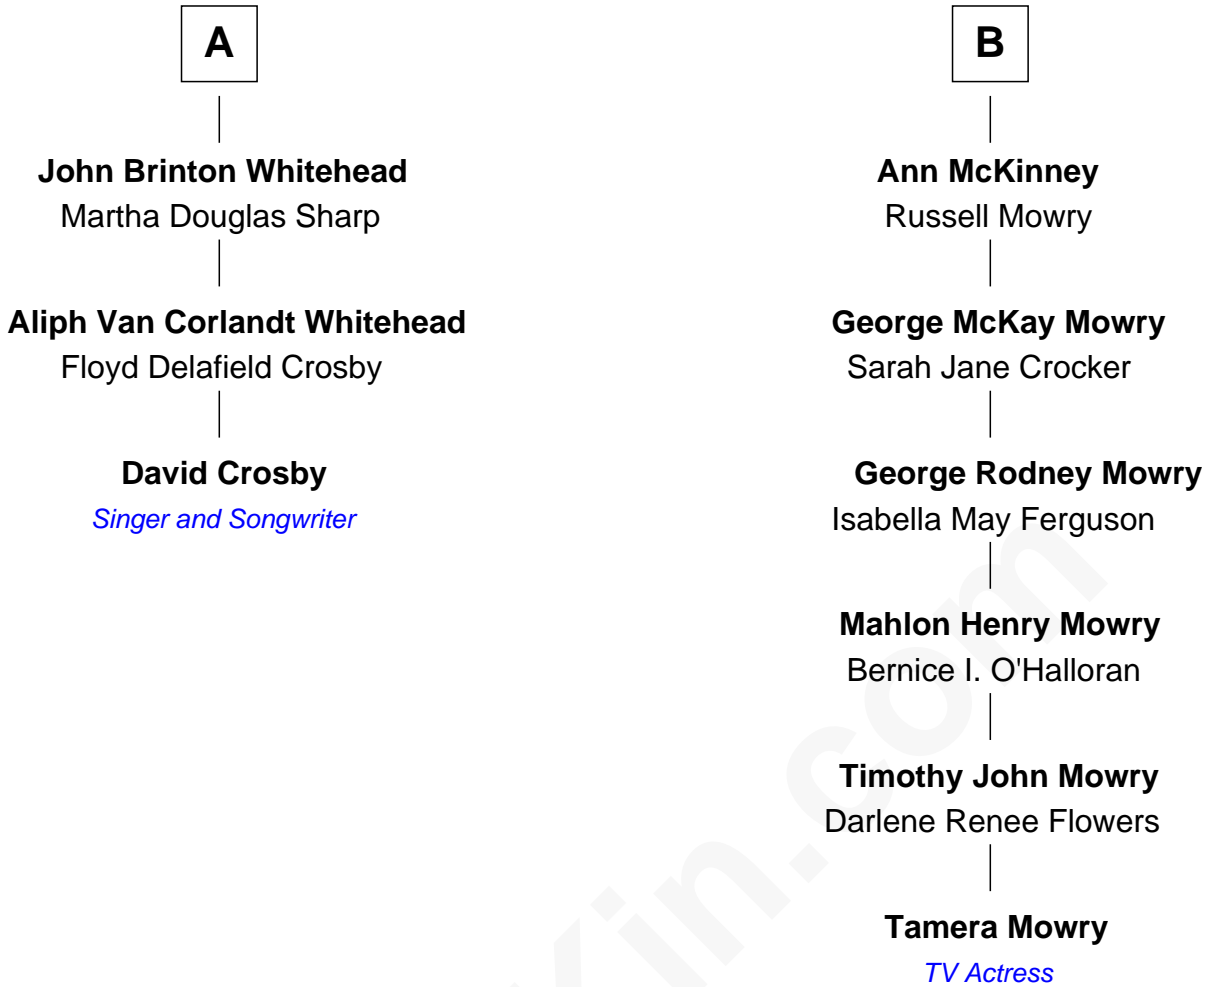 A
John Brinton Whitehead
Martha Douglas Sharp
Aliph Van Corlandt Whitehead
Floyd Delafield Crosby
David Crosby
Singer and Songwriter
B
Ann McKinney
Russell Mowry
George McKay Mowry
Sarah Jane Crocker
George Rodney Mowry
Isabella May Ferguson
Mahlon Henry Mowry
Bernice I. O'Halloran
Timothy John Mowry
Darlene Renee Flowers
Tamera Mowry
TV Actress
Kin.com